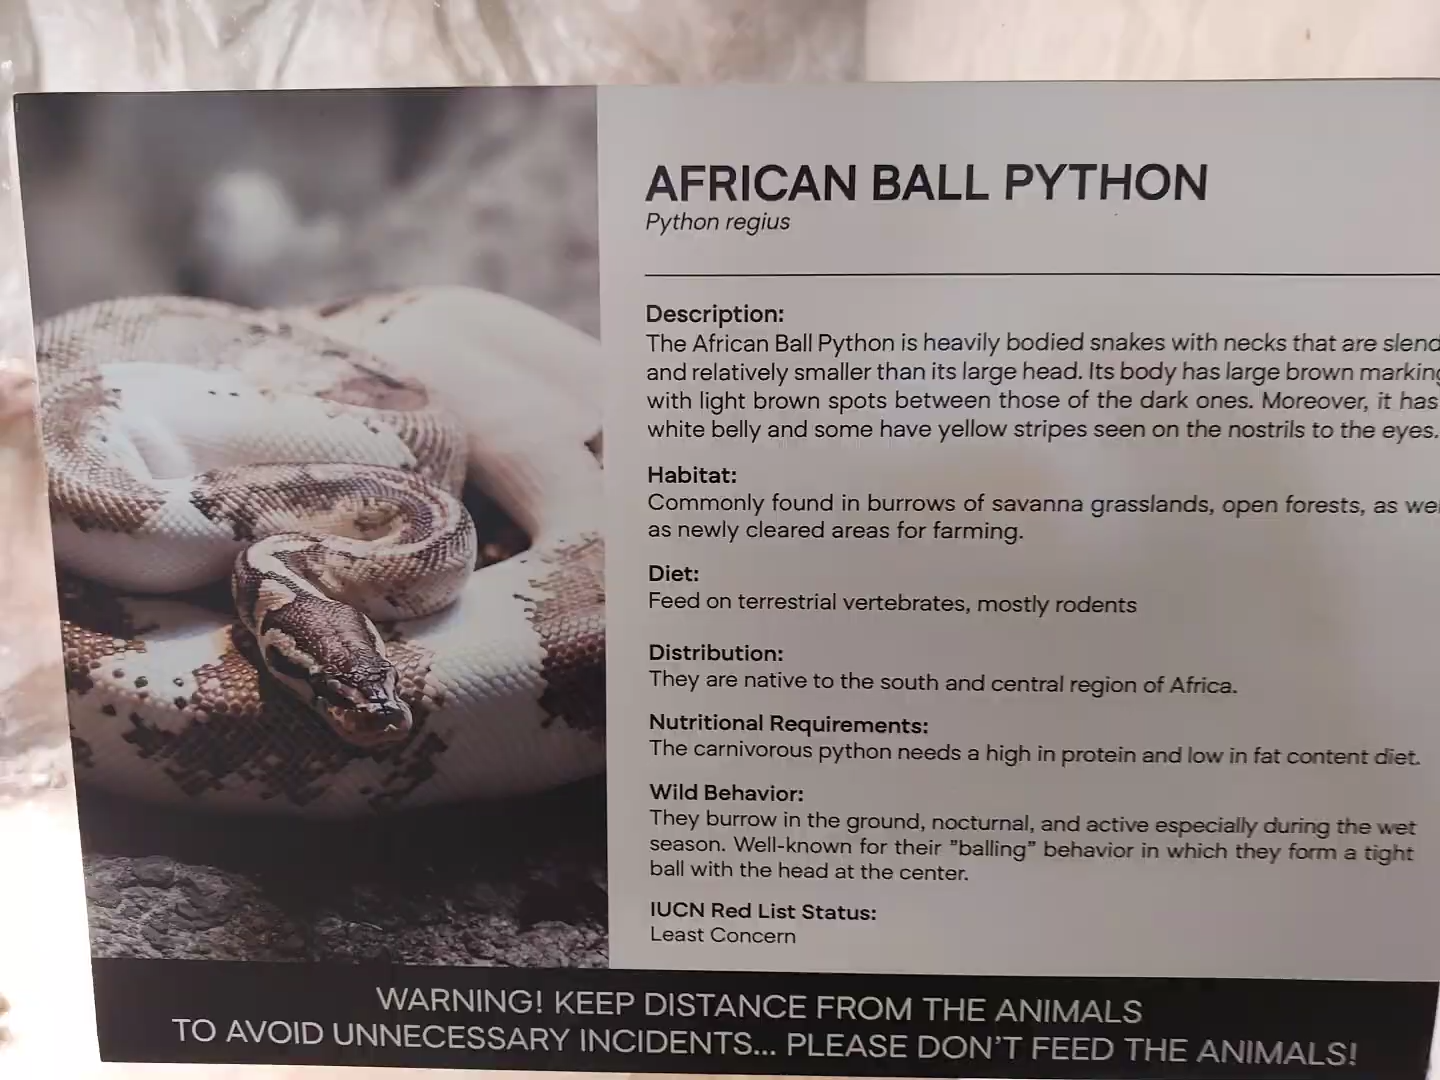 AFRICAN BALL PYTHON
Python regius
Description:
The African Ball Python is heavily bodied snakes with necks that are
and relatively smaller than its large head. Its body has large brown
with light brown spots between those of the dark ones. Moreover, it has
white belly and some have yellow stripes seen on the nostrils to the eyes.
Habitat:
Commonly found in burrows of savanna grasslands, open forests, as
as newly cleared areas for farming.
Diet:
Feed on terrestrial vertebrates, mostly rodents
Distribution:
They are native to the south and central region of Africa.
Nutritional Requirements:
The carnivorous python needs a high in protein and low in fat content diet.
Wild Behavior:
They burrow in the ground, nocturnal, and active especially during the wet
season. Well-known for their "balling" behavior in which they form a tight
ball with the head at the center.
IUCN Red List Status:
Least Concern
WARNING! KEEP DISTANCE FROM THE ANIMALS
TO AVOID UNNECESSARY INCIDENTS... PLEASE DON'T FEED THE ANIMALS!